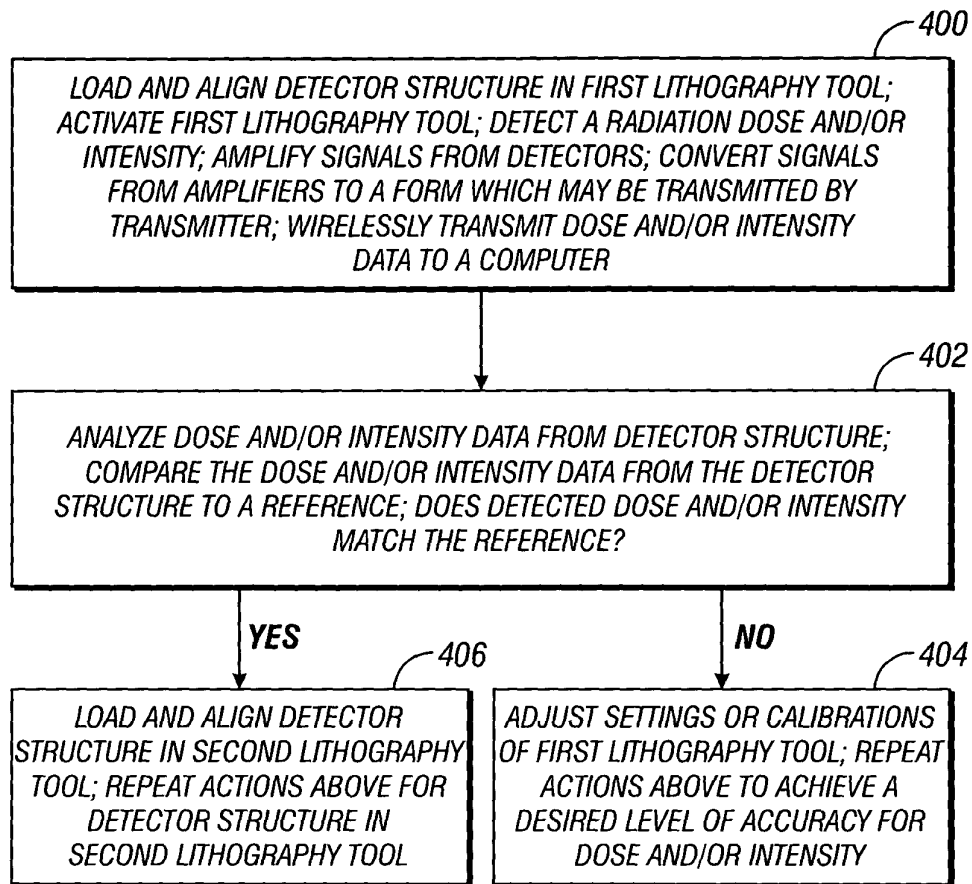 400
LOAD AND ALIGN DETECTOR STRUCTURE IN FIRST LITHOGRAPHY TOOL;
ACTIVATE FIRST LITHOGRAPHY TOOL; DETECT A RADIATION DOSE AND/OR
INTENSITY; AMPLIFY SIGNALS FROM DETECTORS; CONVERT SIGNALS
FROM AMPLIFIERS TO A FORM WHICH MAY BE TRANSMITTED BY
TRANSMITTER; WIRELESSLY TRANSMIT DOSE AND/OR INTENSITY
DATA TO A COMPUTER
402
ANALYZE DOSE AND/OR INTENSITY DATA FROM DETECTOR STRUCTURE;
COMPARE THE DOSE AND/OR INTENSITY DATA FROM THE DETECTOR
STRUCTURE TO A REFERENCE; DOES DETECTED DOSE AND/OR INTENSITY
MATCH THE REFERENCE?
YES
406
LOAD AND ALIGN DETECTOR
STRUCTURE IN SECOND LITHOGRAPHY
TOOL; REPEAT ACTIONS ABOVE FOR
DETECTOR STRUCTURE IN
SECOND LITHOGRAPHY TOOL
NO
404
ADJUST SETTINGS OR CALIBRATIONS
OF FIRST LITHOGRAPHY TOOL; REPEAT
ACTIONS ABOVE TO ACHIEVE A
DESIRED LEVEL OF ACCURACY FOR
DOSE AND/OR INTENSITY